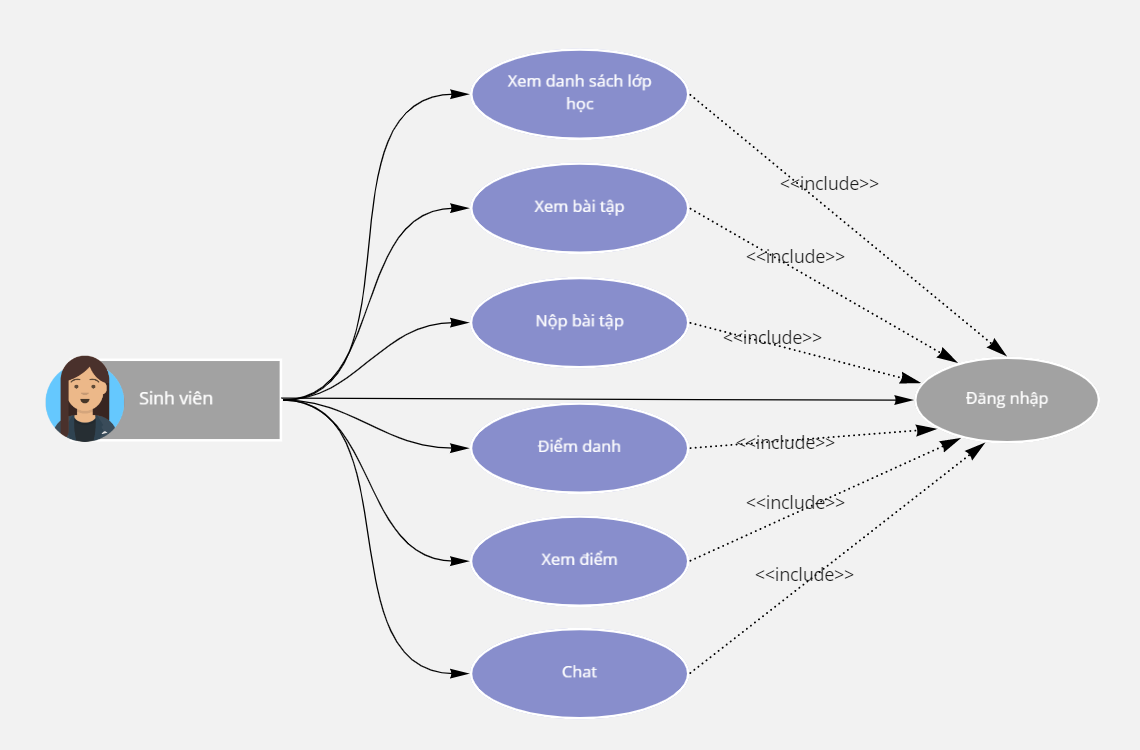 Xem danh sách lớp
học
<<include>>
Xem bài tập
<<include>>
Nộp bài tập
<<include>>
Sinh viên
Đăng nhập
Điểm danh
<<include>>
<<include>>
Xem điểm
<<include>>
Chat